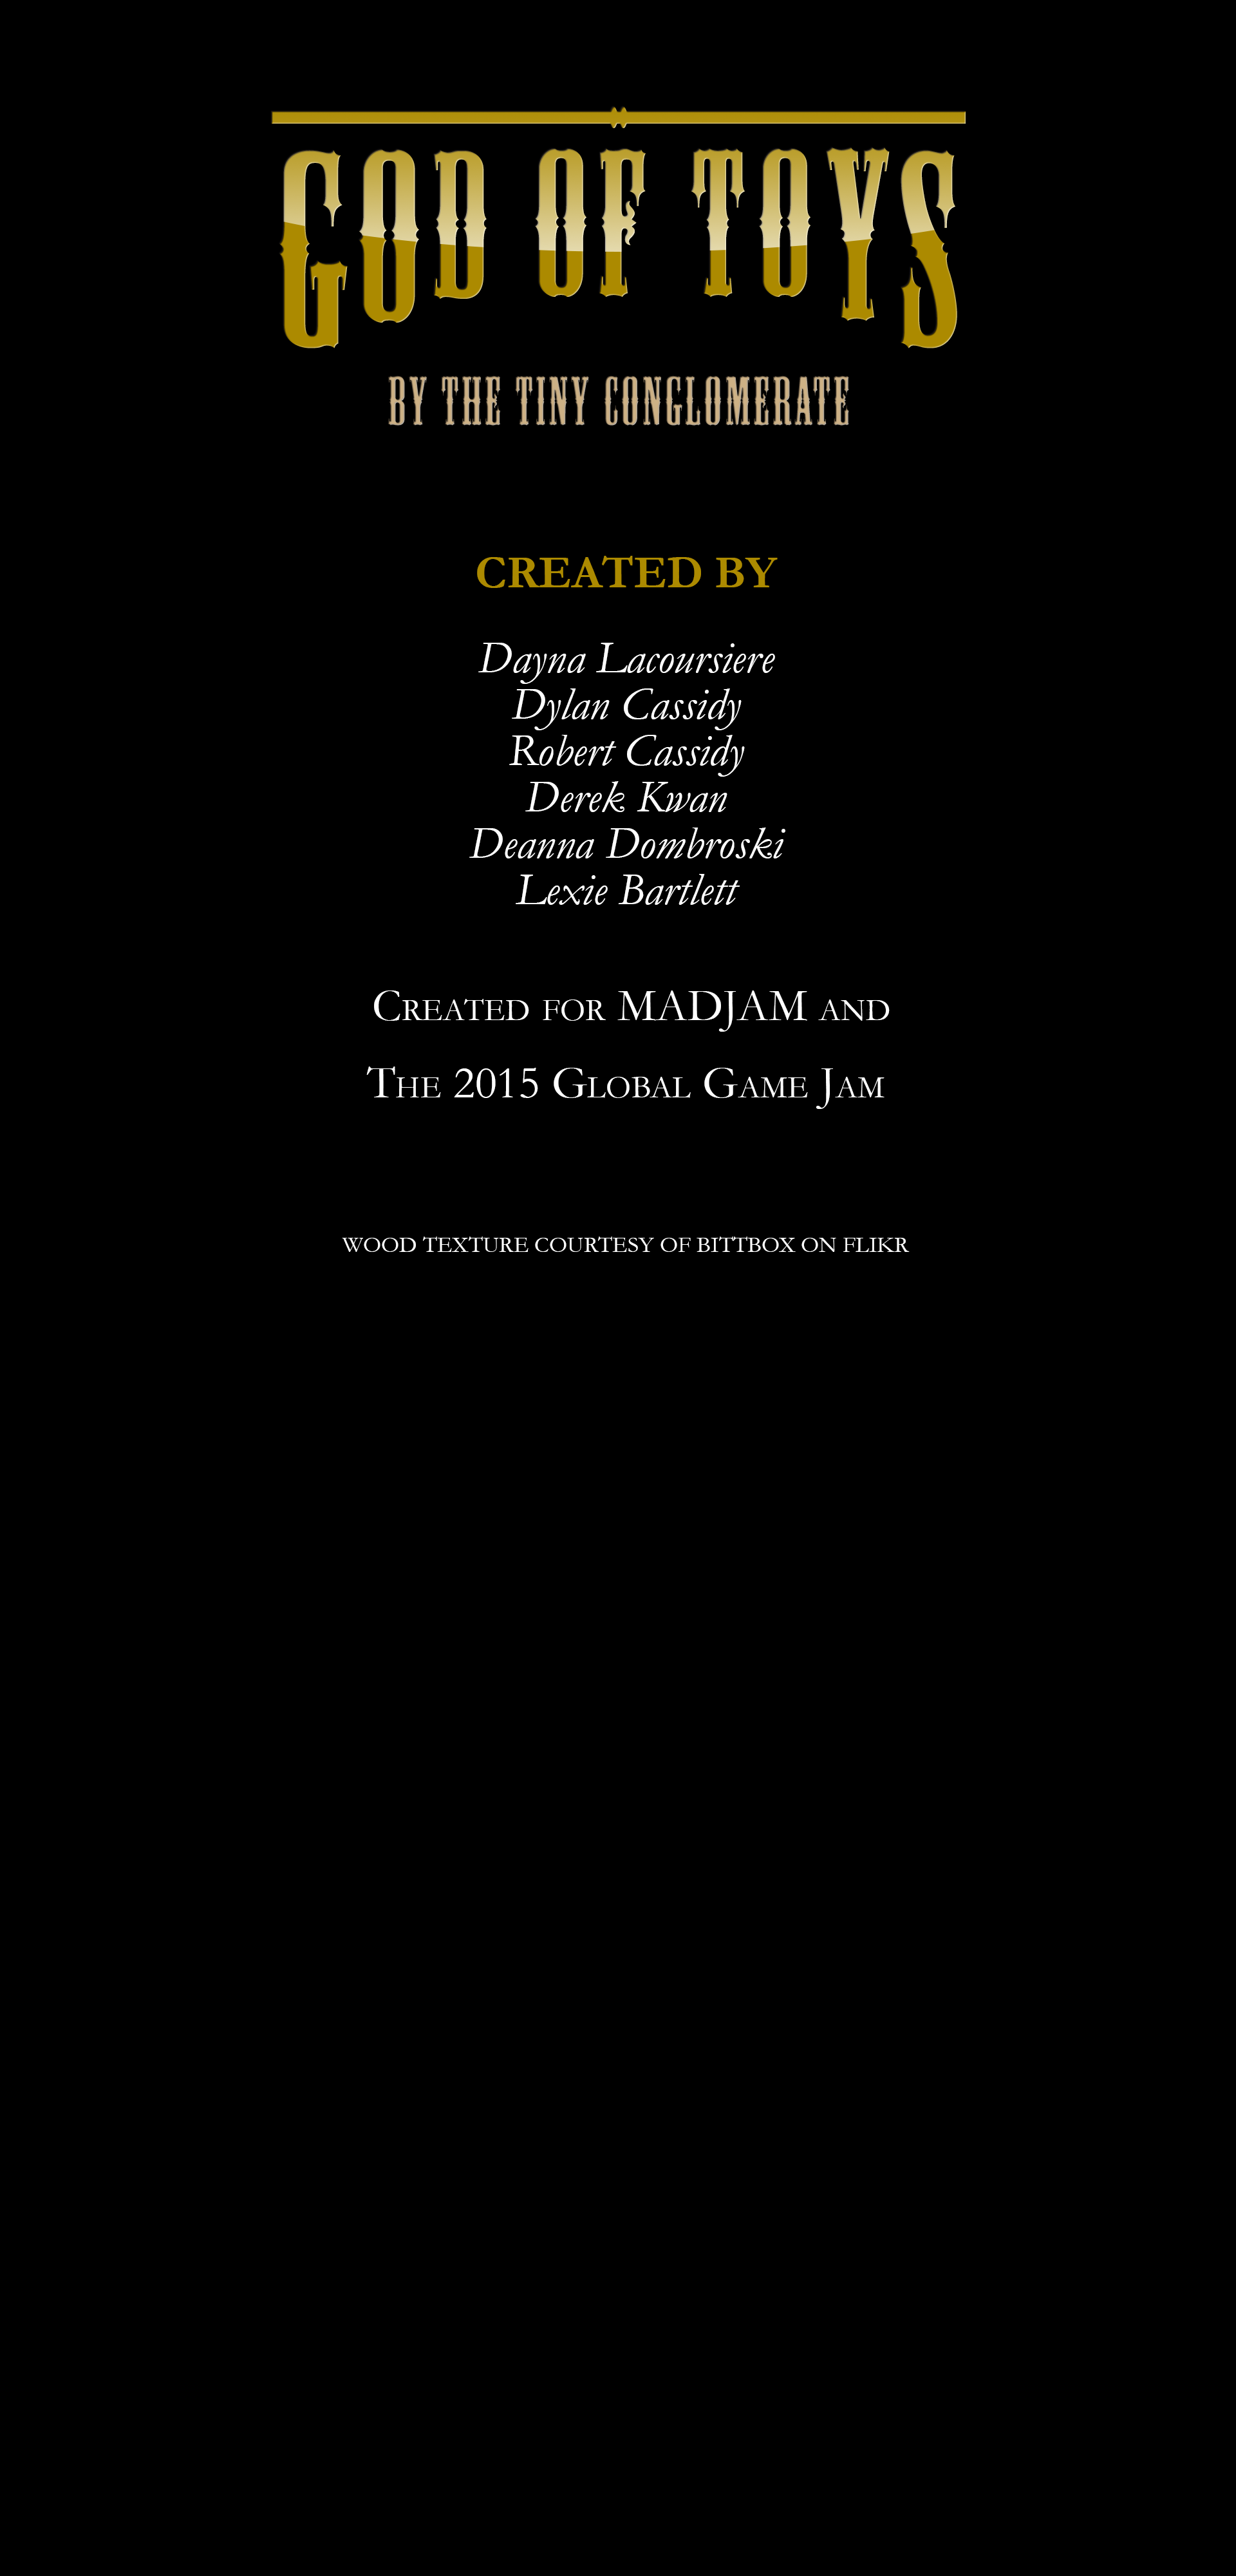 GOD OF TOYS
BY THE TINY CONGLOMERATE
CREATED BY
Dayna Lacoursiere
Dylan Cassidy
Robert Cassidy
Derek Kwan
Deanna Dombroski
Lexie Bartlett
Created for MADJAM and
The 2015 Global Game Jam
WOOD TEXTURE COURTESY OF BITTBOX ON FLIKR